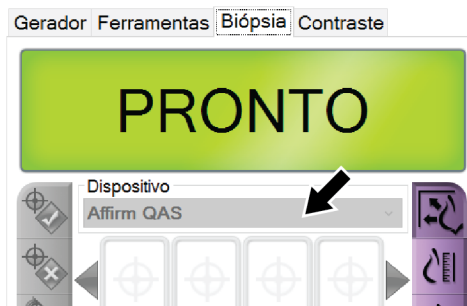 Gerador Ferramentas Biópsia Contraste
PRONTO
Dispositivo
Affirm QAS